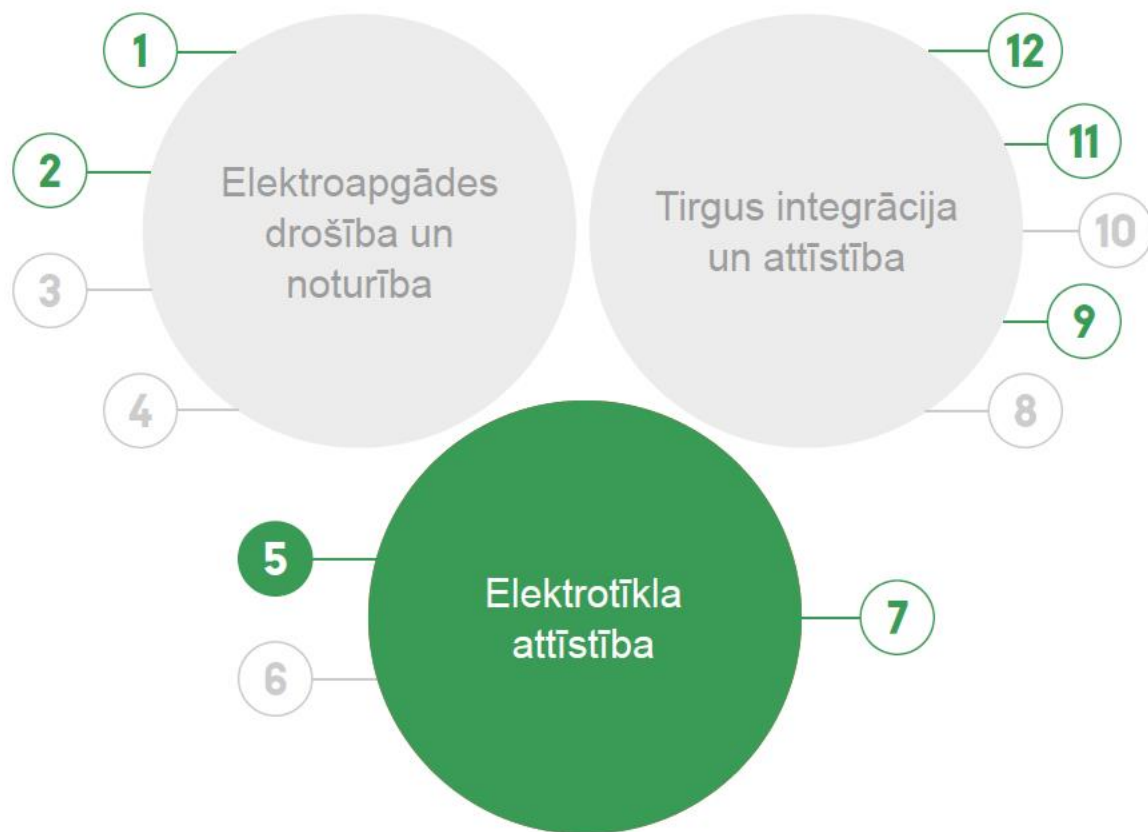 1
2
3
4
Elektroapgādes
drošība un
noturība
12
11
10
9
8
Tirgus integrācija
un attīstība
5
6
7
Elektrotīkla
attīstība